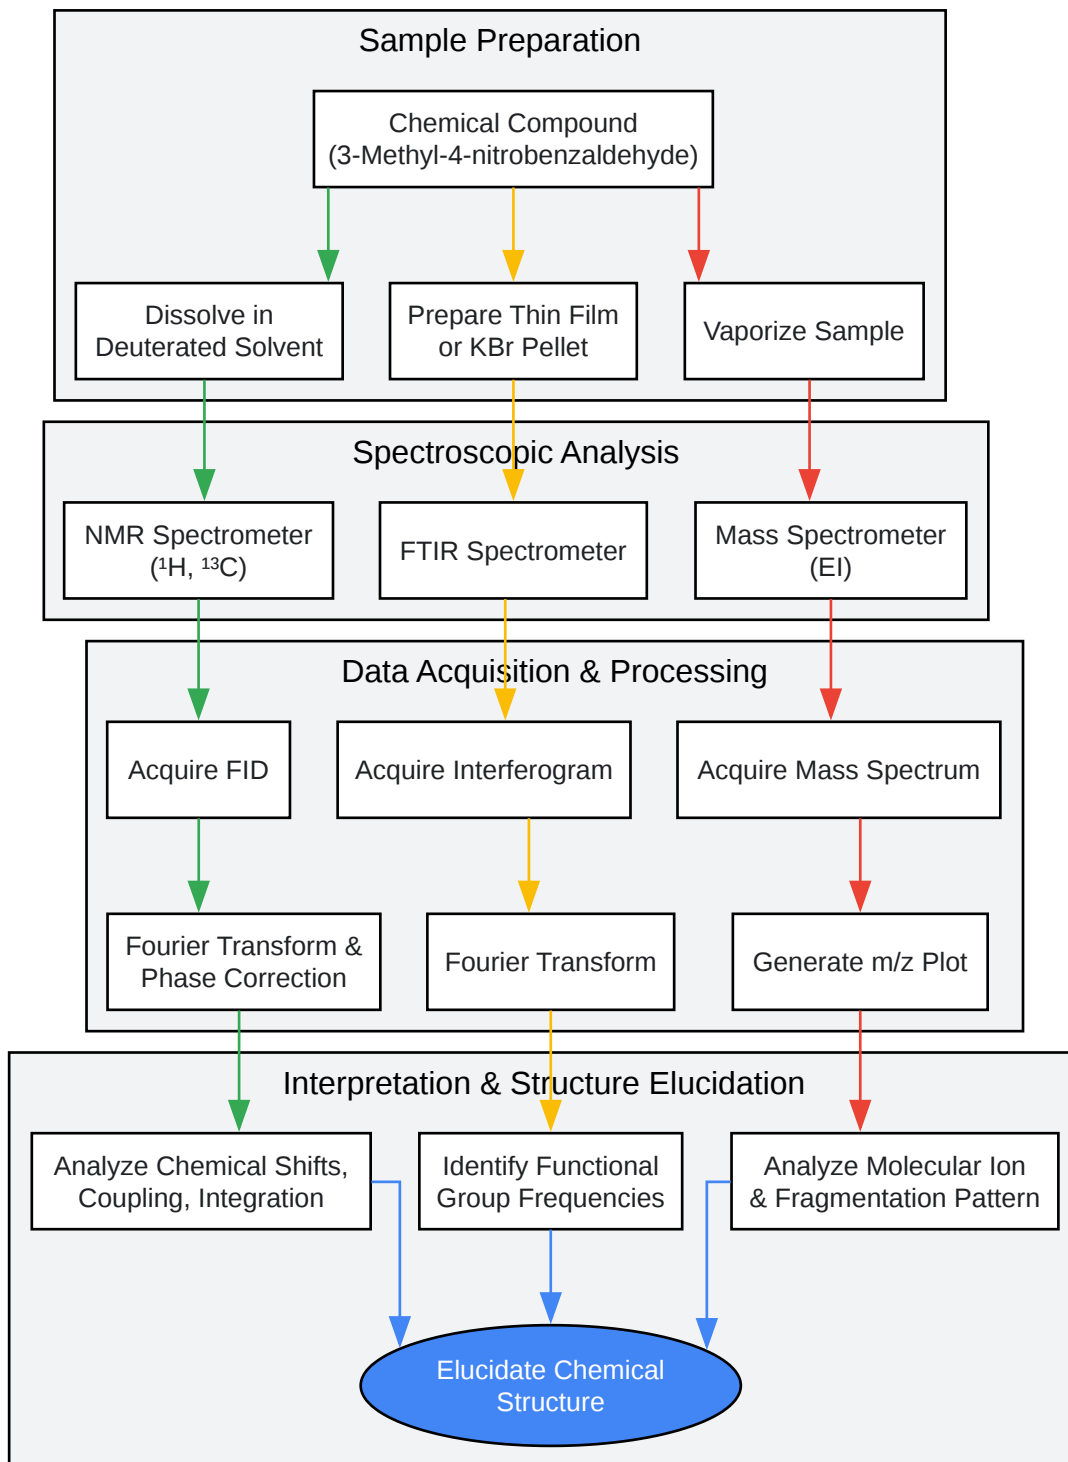 Sample Preparation
Chemical Compound
(3-Methyl-4-nitrobenzaldehyde)
Dissolve in
Deuterated Solvent
Prepare Thin Film
or KBr Pellet
Vaporize Sample
Spectroscopic Analysis
NMR Spectrometer
(¹H, ¹³C)
FTIR Spectrometer
Mass Spectrometer
(EI)
Data Acquisition & Processing
Acquire FID
Acquire Interferogram
Acquire Mass Spectrum
Fourier Transform &
Phase Correction
Fourier Transform
Generate m/z Plot
Interpretation & Structure Elucidation
Analyze Chemical Shifts,
Coupling, Integration
Identify Functional
Group Frequencies
Analyze Molecular Ion
& Fragmentation Pattern
Elucidate Chemical
Structure